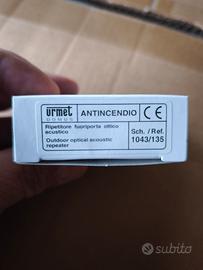 urmet
DOMUS
ANTINCENDIO
CE
Ripetitore fuoriporta ottico
acustico
Outdoor optical acoustic
repeater
Sch. / Ref.
1043/135
subito